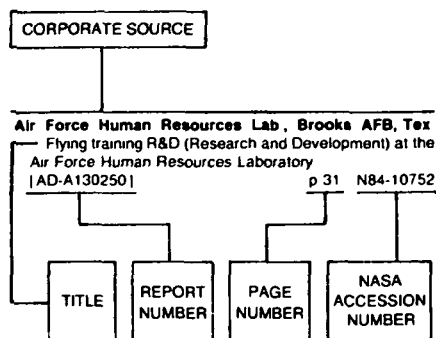 CORPORATE SOURCE
Air Force Human Resources Lab , Brooks AFB, Tex
Flying training R&D (Research and Development) at the
Air Force Human Resources Laboratory
[AD-A130250] p 31 N84-10752
TITLE REPORT NUMBER PAGE NUMBER NASA ACCESSION NUMBER